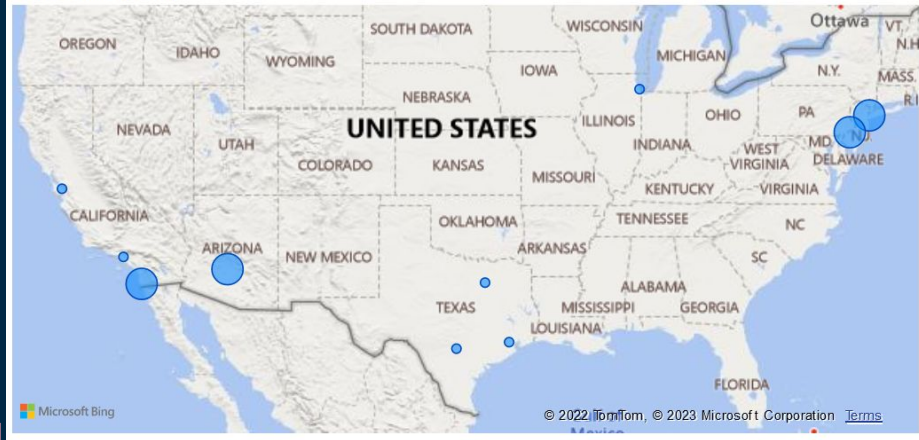 Ottawa
VT.
OREGON
IDAHO
WYOMING
SOUTH DAKOTA
WISCONSIN
MICHIGAN
N.H
N.Y.
MASS.
R.I
IOWA
NEBRASKA
NEVADA
UTAH
UNITED STATES
ILLINOIS
INDIANA
OHIO
PA
N.J.
MD.
DELAWARE
COLORADO
KANSAS
MISSOURI
WEST
VIRGINIA
KENTUCKY
VIRGINIA
CALIFORNIA
ARIZONA
NEW MEXICO
OKLAHOMA
ARKANSAS
TENNESSEE
NC
SC
TEXAS
MISSISSIPPI
ALABAMA
GEORGIA
LOUISIANA
FLORIDA
Microsoft Bing
© 2022 TomTom, © 2023 Microsoft Corporation Terms
Mexico